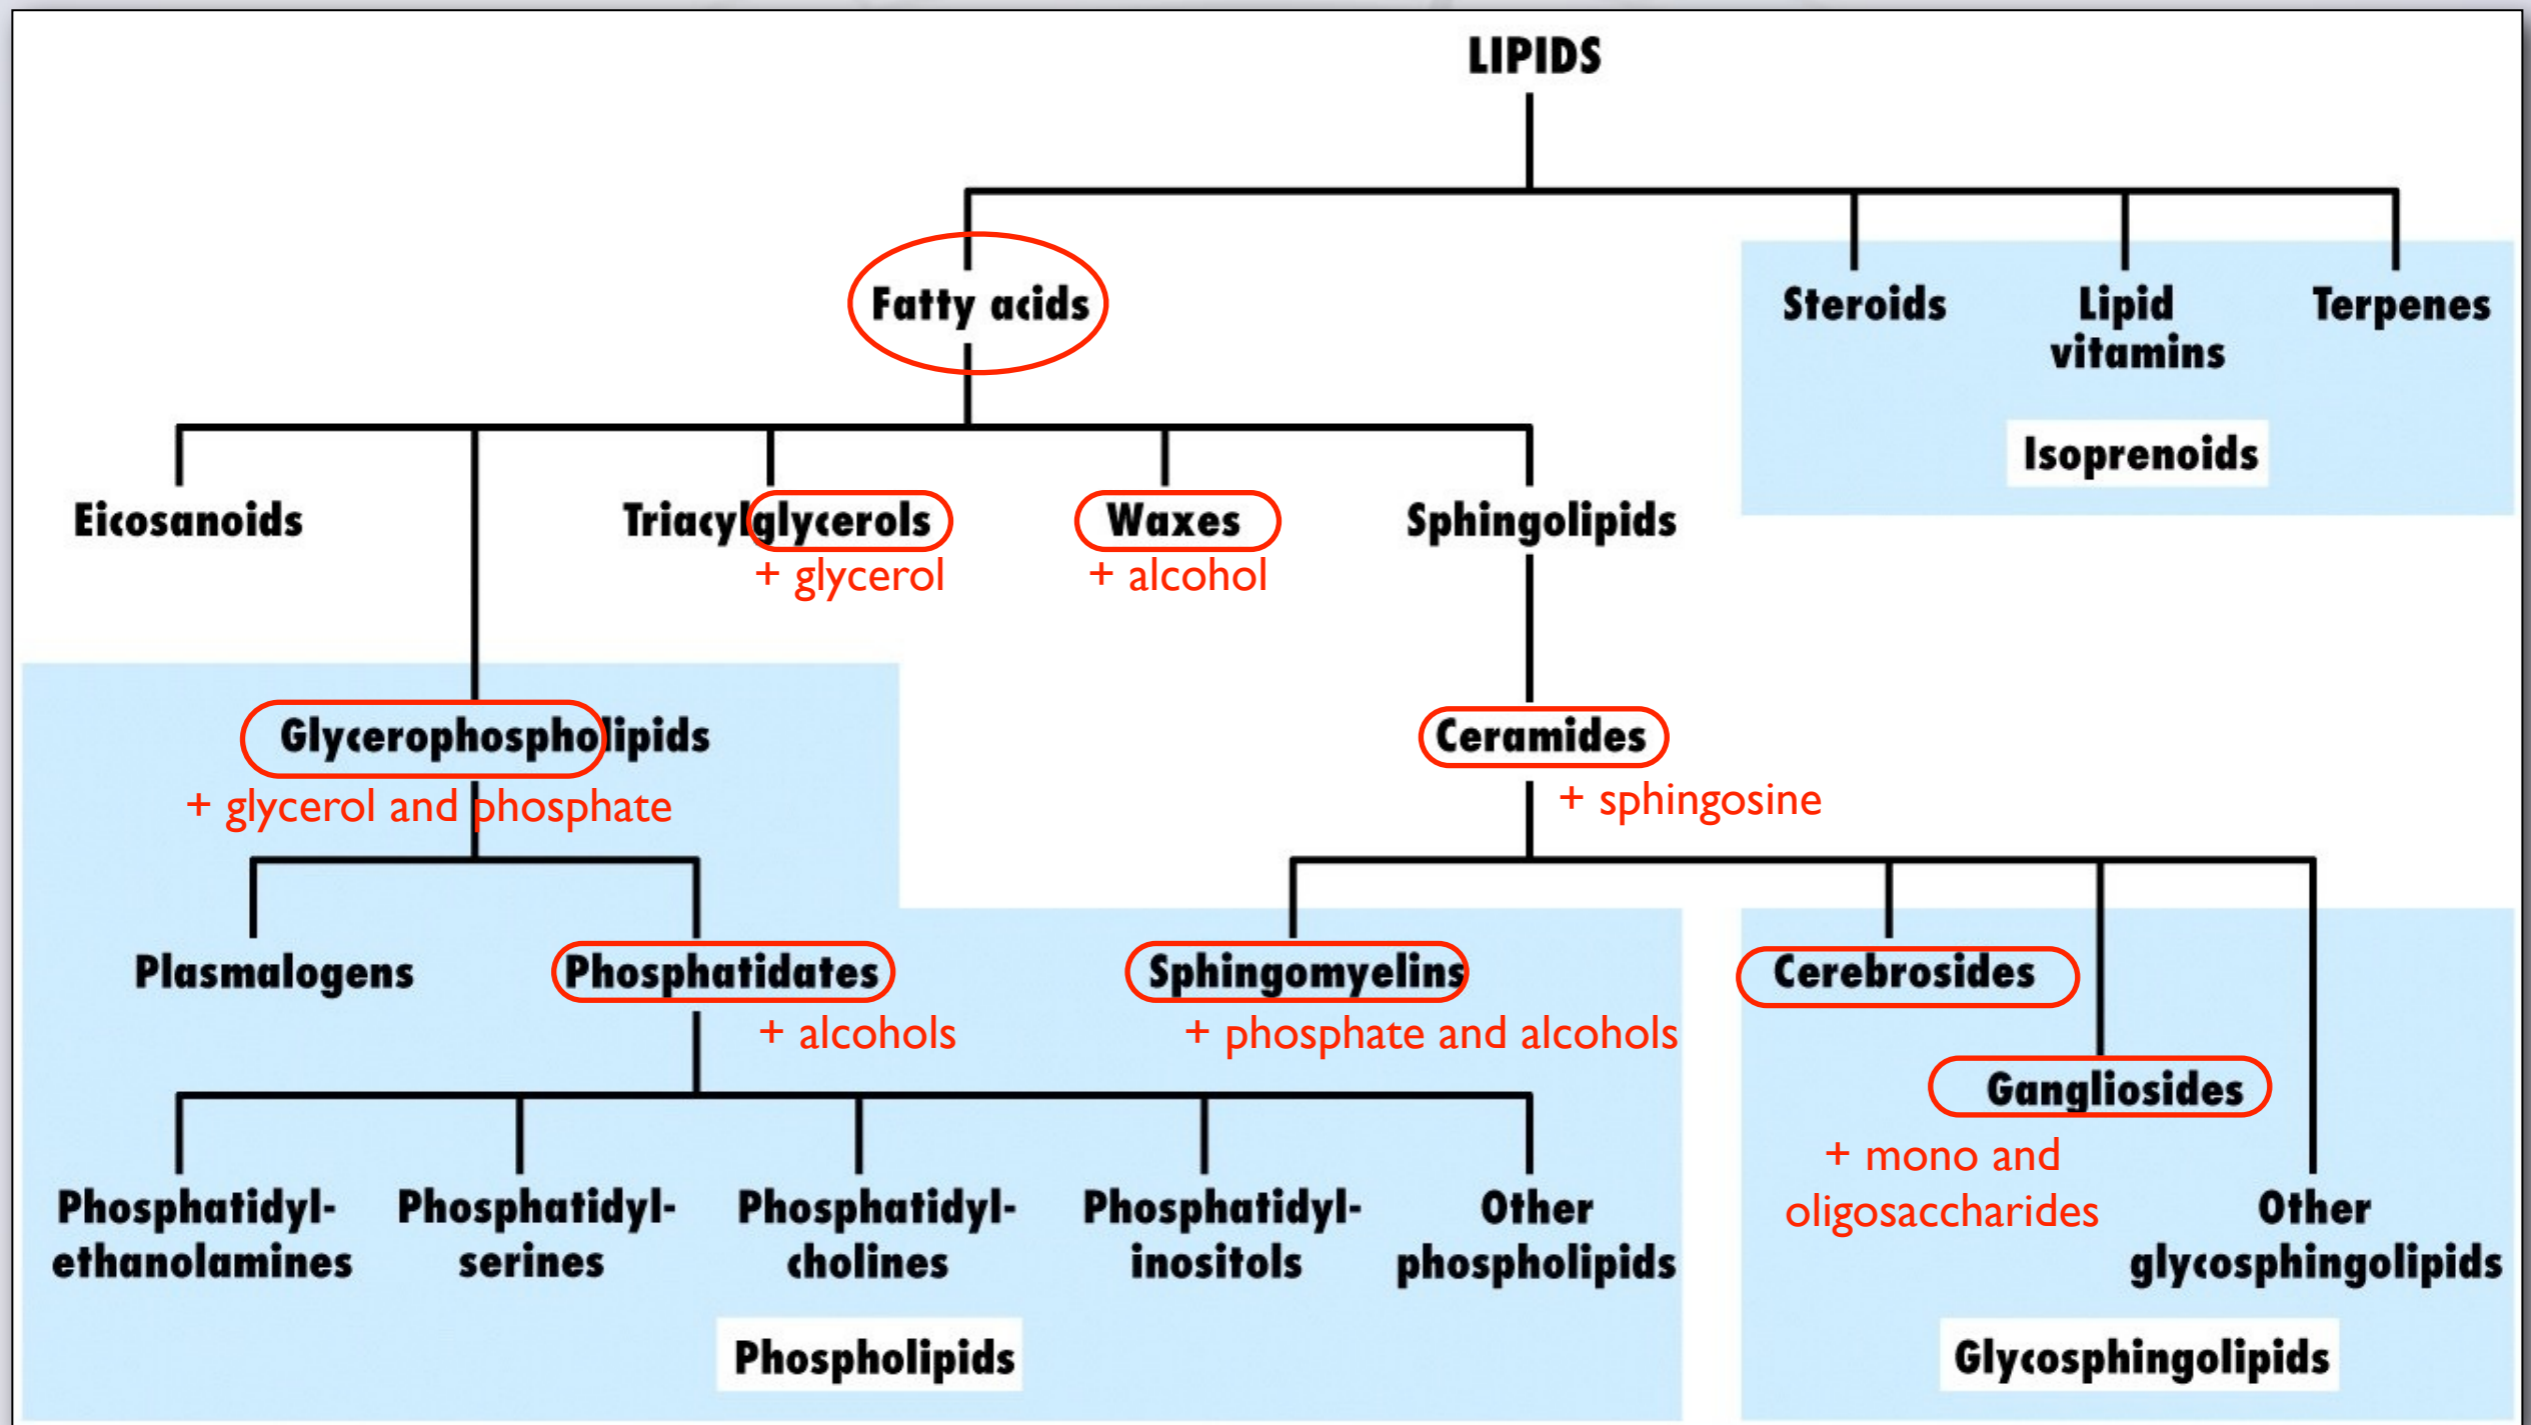 LIPIDS
Fatty acids
Steroids
Lipid
vitamins
Terpenes
Isoprenoids
Eicosanoids
Triacylglycerols
+ glycerol
Waxes
+ alcohol
Sphingolipids
Glycerophospholipids
+ glycerol and phosphate
Ceramides
+ sphingosine
Plasmalogens
Phosphatidates
+ alcohols
Sphingomyelins
+ phosphate and alcohols
Cerebrosides
Gangliosides
+ mono and
oligosaccharides
Phosphatidyl-
ethanolamines
Phosphatidyl-
serines
Phosphatidyl-
cholines
Phosphatidyl-
inositols
Other
phospholipids
Other
glycosphingolipids
Phospholipids
Glycosphingolipids